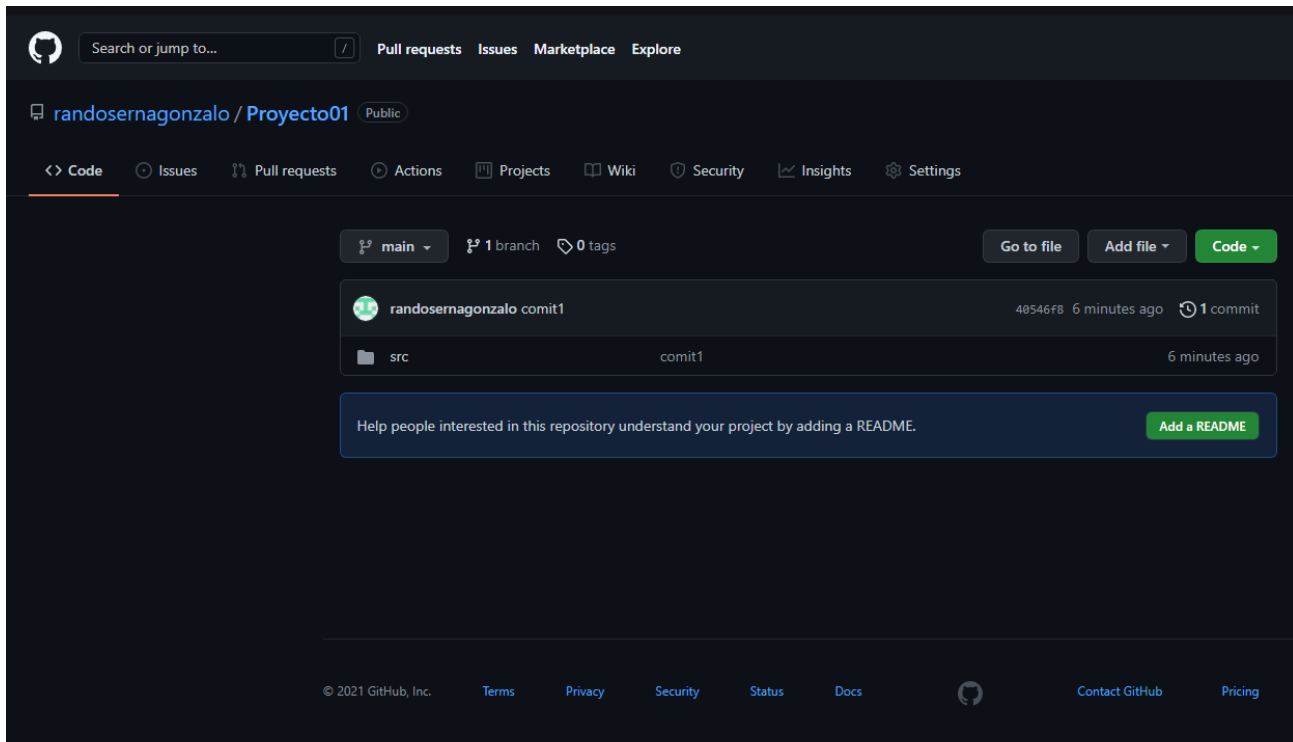 Search or jump to... / Pull requests Issues Marketplace Explore
randosernagonzalo / Proyecto01 Public
<> Code Issues Pull requests Actions Projects Wiki Security Insights Settings
main 1 branch 0 tags Go to file Add file Code
randosernagonzalo comit1 40546f8 6 minutes ago 1 commit
src comit1 6 minutes ago
Help people interested in this repository understand your project by adding a README. Add a README
© 2021 GitHub, Inc. Terms Privacy Security Status Docs Contact GitHub Pricing